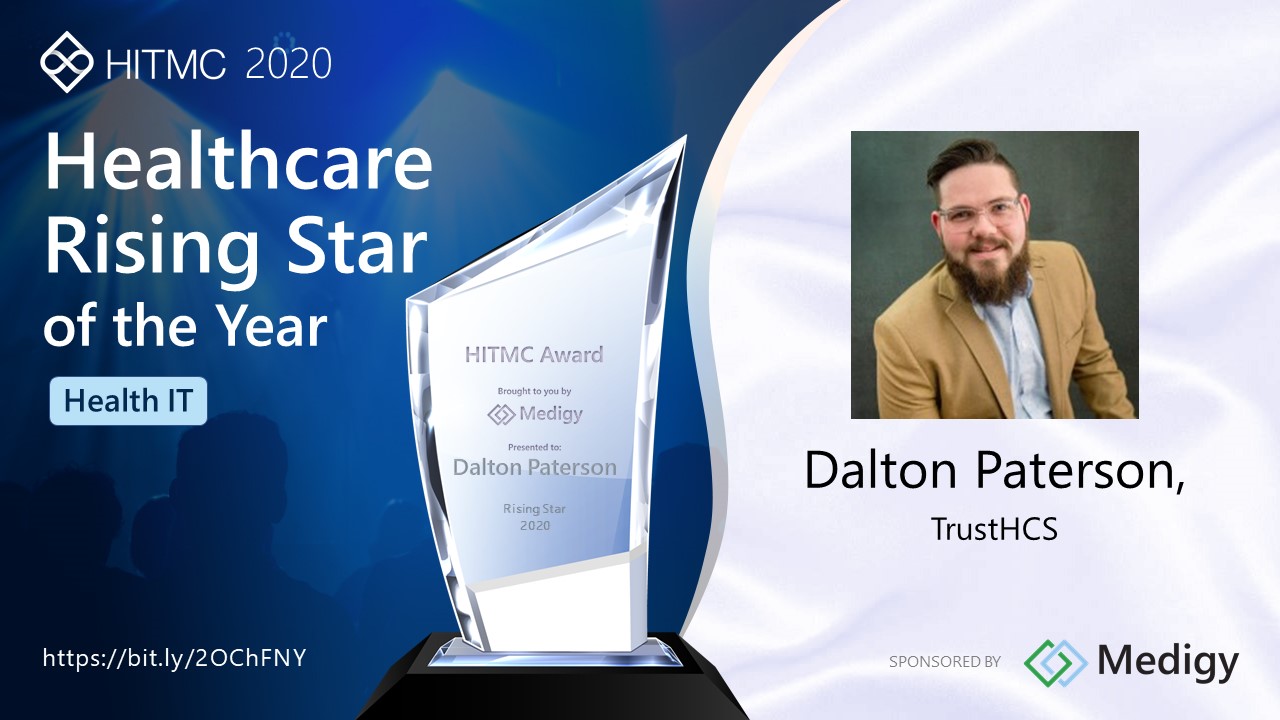 HITMC 2020
Healthcare
Rising Star
of the Year
Health IT
HITMC Award
Brought to you by
Medigy
Presented to:
Dalton Paterson
Rising Star
2020
https://bit.ly/2OChFNY
Dalton Paterson,
TrustHCS
SPONSORED BY
Medigy